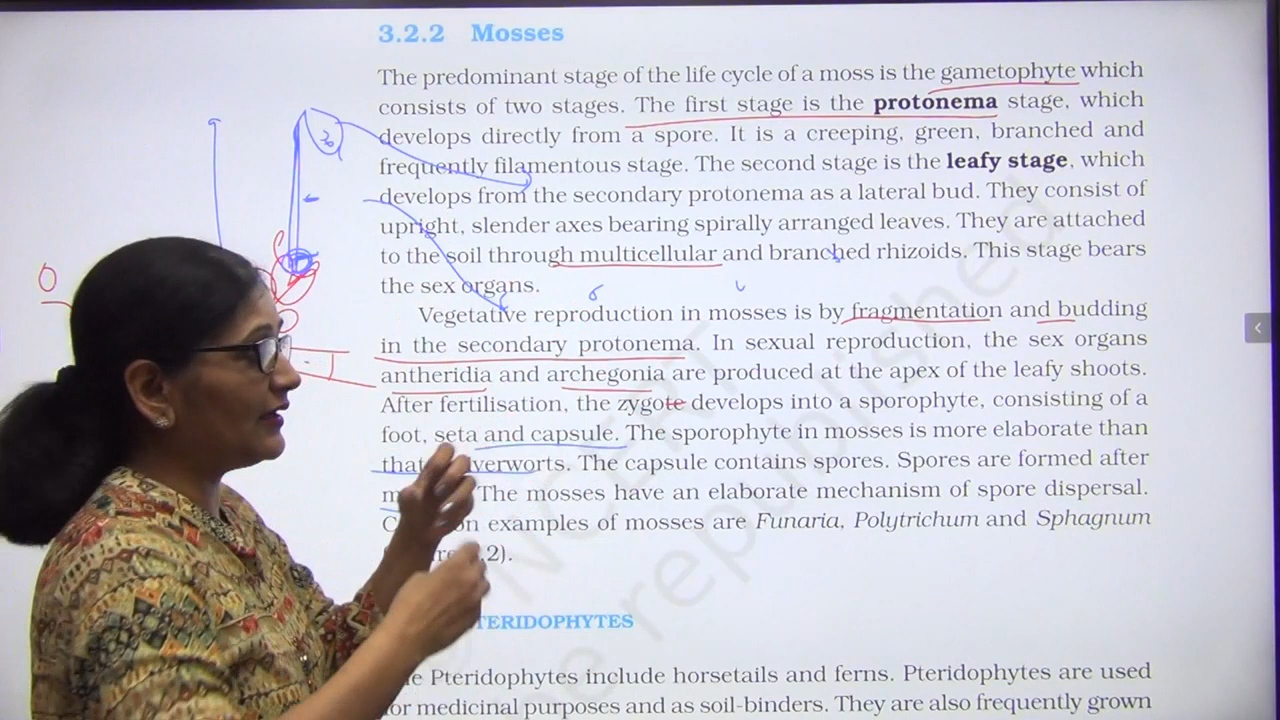 3.2.2 Mosses
The predominant stage of the life cycle of a moss is the gametophyte which
consists of two stages. The first stage is the protonema stage, which
develops directly from a spore. It is a creeping, green, branched and
frequently filamentous stage. The second stage is the leafy stage, which
develops from the secondary protonema as a lateral bud. They consist of
upright, slender axes bearing spirally arranged leaves. They are attached
to the soil through multicellular and branched rhizoids. This stage bears
the sex organs.
Vegetative reproduction in mosses is by fragmentation and budding
in the secondary protonema. In sexual reproduction, the sex organs
antheridia and archegonia are produced at the apex of the leafy shoots.
After fertilisation, the zygote develops into a sporophyte, consisting of a
foot, seta and capsule. The sporophyte in mosses is more elaborate than
that verworts. The capsule contains spores. Spores are formed after
m The mosses have an elaborate mechanism of spore dispersal.
C on examples of mosses are Funaria, Polytrichum and Sphagnum
re .2).
TERIDOPHYTES
e Pteridophytes include horsetails and ferns. Pteridophytes are used
or medicinal purposes and as soil-binders. They are also frequently grown
© NCERT
be republished